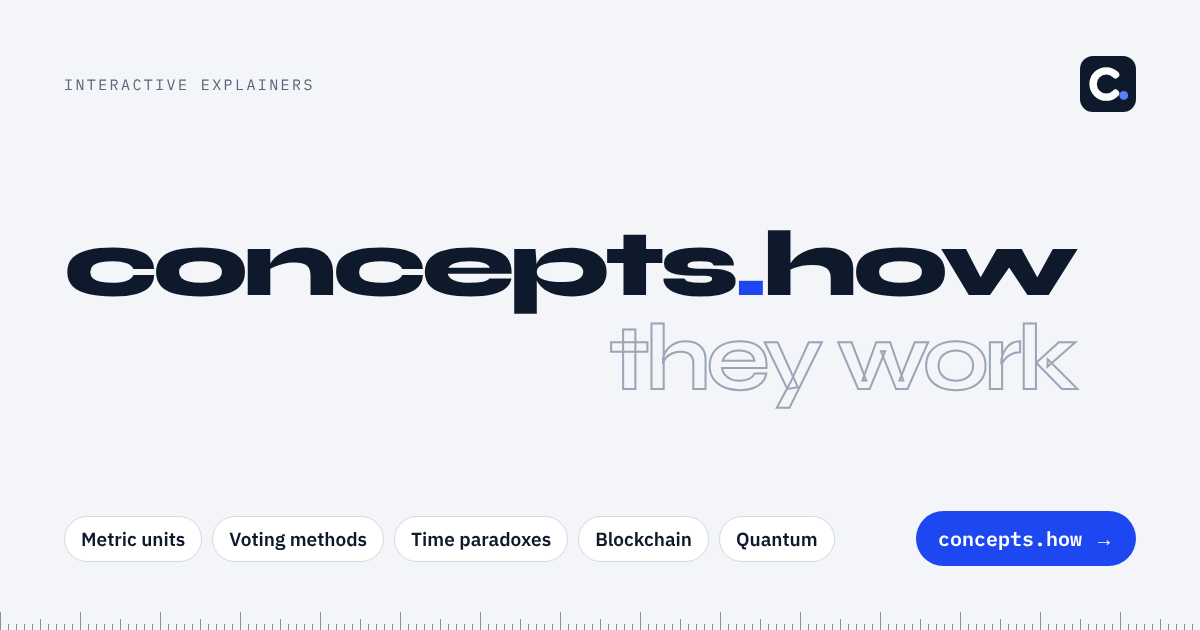 INTERACTIVE EXPLAINERS
C.
concepts.how
they work
Metric units
Voting methods
Time paradoxes
Blockchain
Quantum
concepts.how →